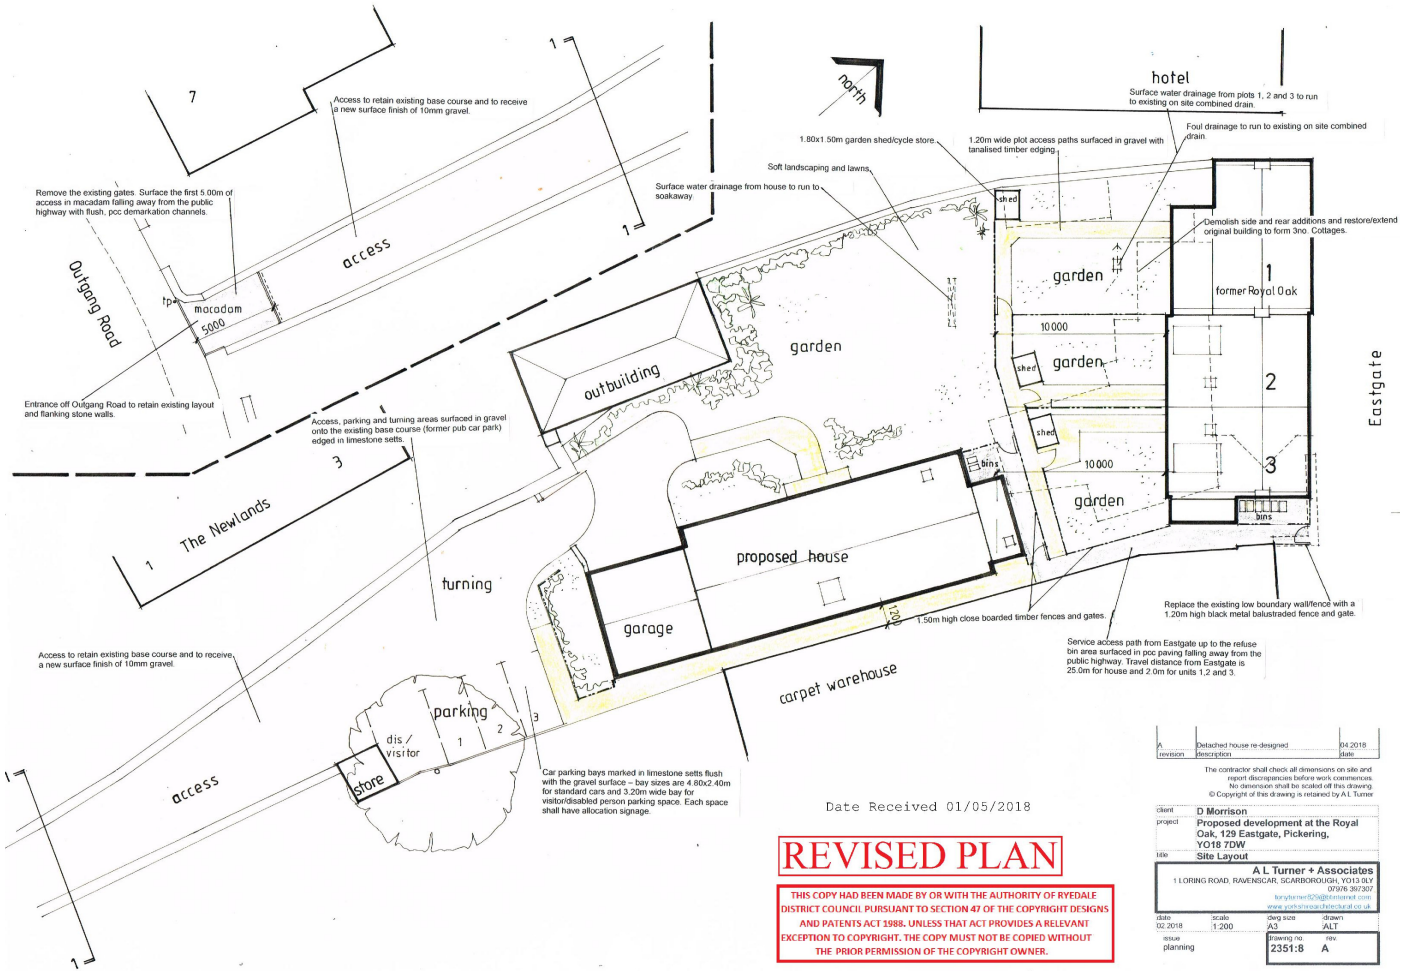 7
Access to retain existing base course and to receive
a new surface finish of 10mm gravel.
1
1
north
hotel
Surface water drainage from plots 1, 2 and 3 to run
to existing on site combined drain.
Foul drainage to run to existing on site combined
drain.
1.80x1.50m garden shed/cycle store.
1.20m wide plot access paths surfaced in gravel with
tanalised timber edging.
Soft landscaping and lawns.
Surface water drainage from house to run to
soakaway.
Remove the existing gates. Surface the first 5.00m of
access in macadam falling away from the public
highway with flush, pcc demarkation channels.
access
Outgang Road
tp
macadam
5000
shed
Demolish side and rear additions and restore/extend
original building to form 3no. Cottages.
garden
1
former Royal Oak
10000
garden
garden
shed
2
outbuilding
Eastgate
Entrance off Outgang Road to retain existing layout
and flanking stone walls.
Access, parking and turning areas surfaced in gravel
onto the existing base course (former pub car park)
edged in limestone setts.
shed
3
The Newlands
1
bins
10000
3
garden
bins
proposed house
turning
garage
1200
1.50m high close boarded timber fences and gates.
Replace the existing low boundary wall/fence with a
1.20m high black metal balustraded fence and gate.
Service access path from Eastgate up to the refuse
bin area surfaced in pcc paving falling away from the
public highway. Travel distance from Eastgate is
25.0m for house and 2.0m for units 1,2 and 3.
Access to retain existing base course and to receive
a new surface finish of 10mm gravel.
carpet warehouse
parking
dis/
visitor
1
2
3
store
access
1
1
Car parking bays marked in limestone setts flush
with the gravel surface – bay sizes are 4.80x2.40m
for standard cars and 3.20m wide bay for
visitor/disabled person parking space. Each space
shall have allocation signage.
Date Received 01/05/2018
REVISED PLAN
THIS COPY HAD BEEN MADE BY OR WITH THE AUTHORITY OF RYEDALE
DISTRICT COUNCIL PURSUANT TO SECTION 47 OF THE COPYRIGHT DESIGNS
AND PATENTS ACT 1988. UNLESS THAT ACT PROVIDES A RELEVANT
EXCEPTION TO COPYRIGHT. THE COPY MUST NOT BE COPIED WITHOUT
THE PRIOR PERMISSION OF THE COPYRIGHT OWNER.
A Detached house re-designed 04.2018
revision description date
The contractor shall check all dimensions on site and
report discrepancies before work commences.
No dimension shall be scaled off this drawing.
© Copyright of this drawing is retained by A L Turner
client D Morrison
project Proposed development at the Royal
Oak, 129 Eastgate, Pickering,
YO18 7DW
title Site Layout
A L Turner + Associates
1 LORING ROAD, RAVENSCAR, SCARBOROUGH, YO13 0LY
07976 397307
www.yorkshirearchitectural.co.uk
date scale dwg size drawn
02.2018 1:200 A3 ALT
issue drawing no. rev.
planning 2351:8 A